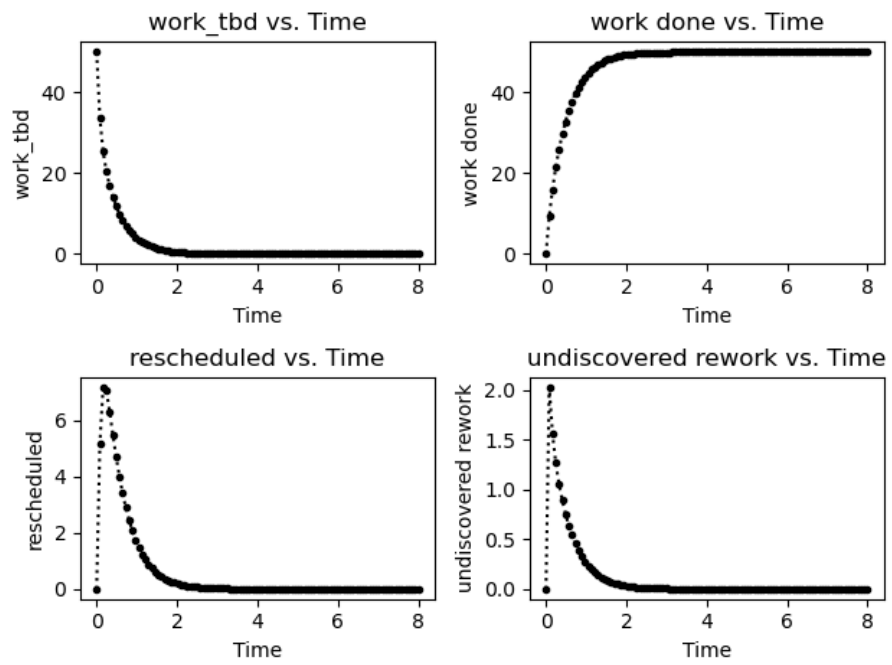 work_tbd vs. Time
work_tbd
40
20
0
0 2 4 6 8
Time
work done vs. Time
work done
40
20
0
0 2 4 6 8
Time
rescheduled vs. Time
rescheduled
6
4
2
0
0 2 4 6 8
Time
undiscovered rework vs. Time
undiscovered rework
2.0
1.5
1.0
0.5
0.0
0 2 4 6 8
Time